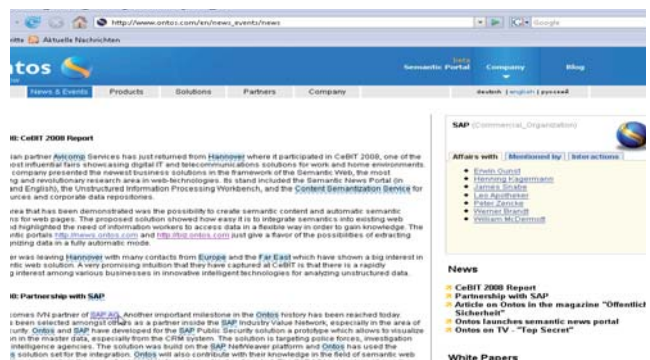 http://www.ontos.com/en/news_events/news
Google
Aktuelle Nachrichten
tos
beta
Semantic Portal
Company
Blog
News & Events
Products
Solutions
Partners
Company
deutsch | english | русский
8: CeBIT 2008 Report
ian partner Avicomp Services has just returned from Hannover where it participated in CeBIT 2008, one of the
ost influential fairs showcasing digital IT and telecommunications solutions for work and home environments.
company presented the newest business solutions in the framework of the Semantic Web, the most
ng and revolutionary research area in web-technologies. Its stand included the Semantic News Portal (in
and English), the Unstructured Information Processing Workbench, and the Content Semantization Service for
urces and corporate data repositories.
rea that has been demonstrated was the possibility to create semantic content and automatic semantic
ns for web pages. The proposed solution showed how easy it is to integrate semantics into existing web
d highlighted the need of information workers to access data in a flexible way in order to gain knowledge. The
ntic portals http://news.ontos.com and just give a flavor of the possibilities of extracting
nizing data in a fully automatic mode.
er was leaving Hannover with many contacts from Europe and the Far East which have shown a big interest in
ntic web solution. A very promising intuition that they have captured at CeBIT is that there is a rapidly
g interest among various businesses in innovative intelligent technologies for analyzing unstructured data.
8: Partnership with SAP
comes IVN partner of SAP AG. Another important milestone in the Ontos history has been reached today.
s been selected amongst others as a partner inside the SAP Industry Value Network, especially in the area of
curity. Ontos and SAP have developed for the SAP Public Security solution a prototype which allows to visualize
n in the master data, especially from the CRM system. The solution is targeting police forces, investigation
intelligence agencies. The solution was build on the SAP NetWeaver platform and Ontos has used the
s solution set for the integration. Ontos will also contribute with their knowledge in the field of semantic web
SAP (Commercial_Organization)
Affairs with
Mentioned by
Interactions
Erwin Gunst
Henning Kagermann
James Snabe
Leo Apotheker
Peter Zencke
Werner Brandt
William McDermott
News
CeBIT 2008 Report
Partnership with SAP
Article on Ontos in the magazine "Öffentlich
Sicherheit"
Ontos launches semantic news portal
Ontos on TV - "Top Secret"
White Papers